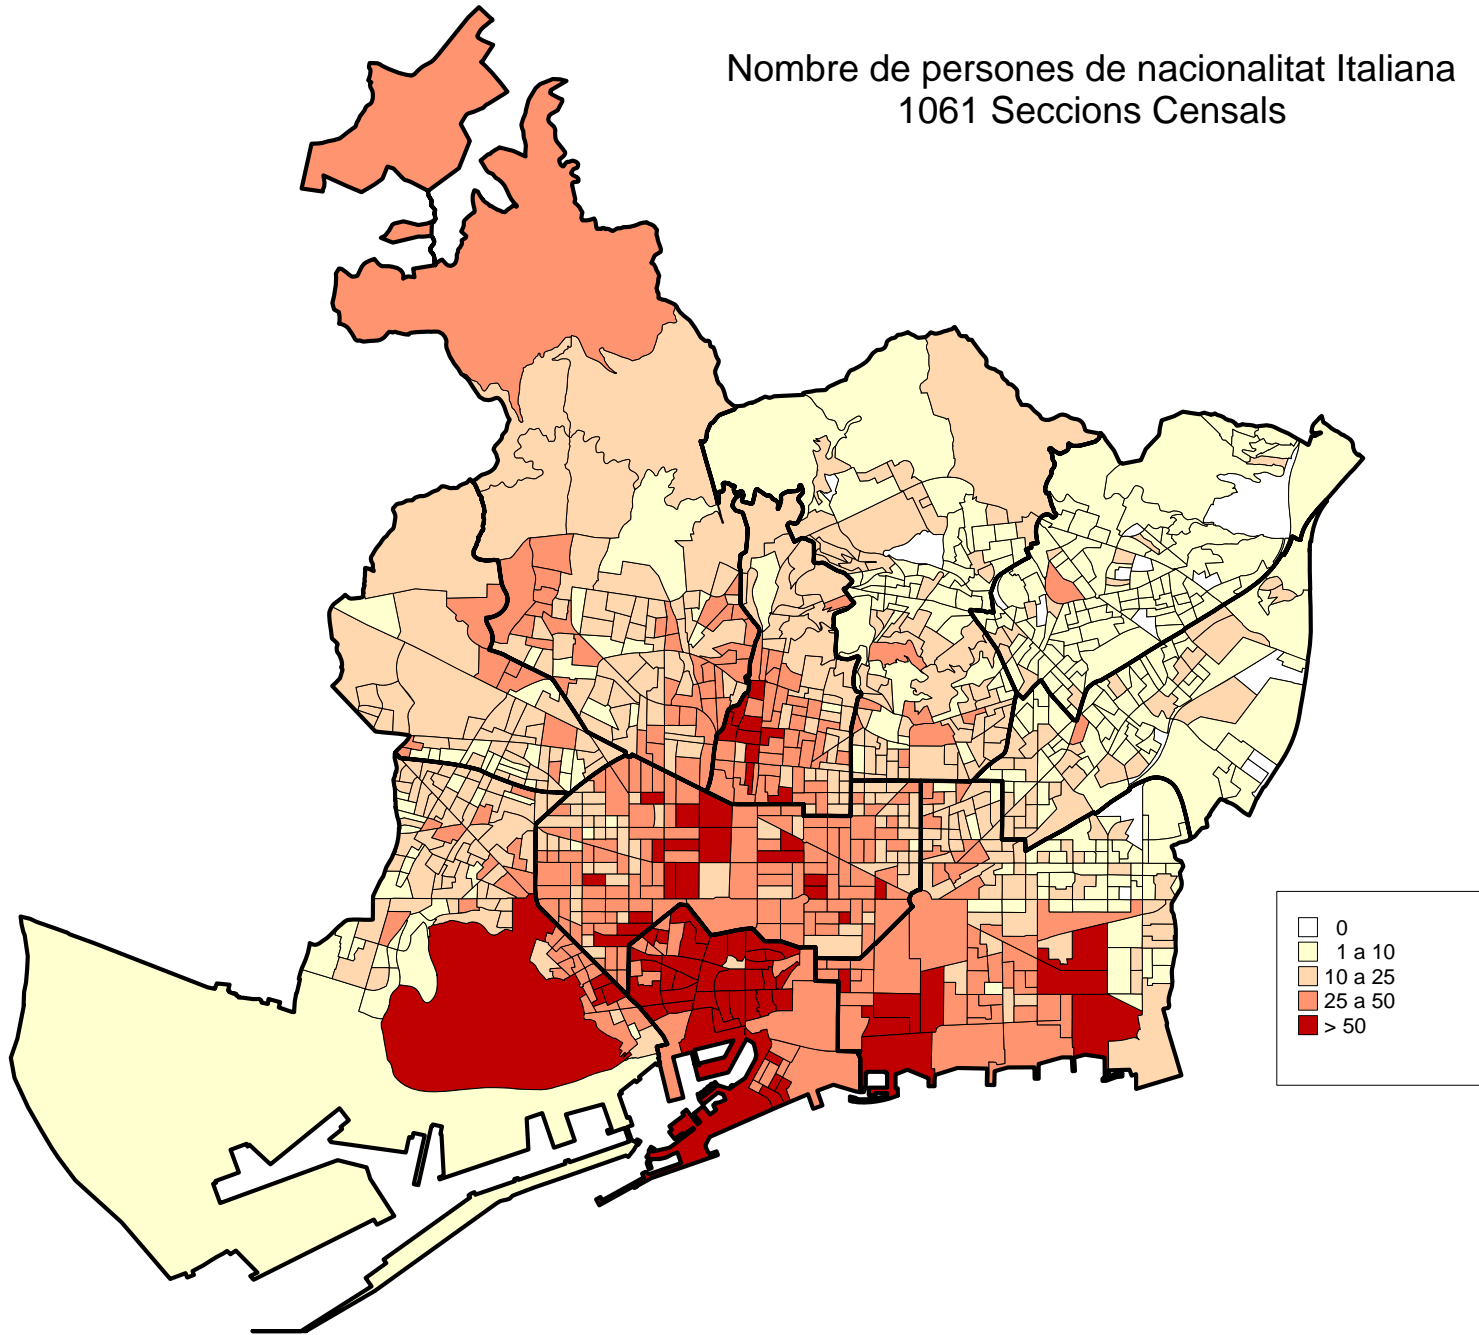 Nombre de persones de nacionalitat Italiana
1061 Seccions Censals
0
1 a 10
10 a 25
25 a 50
> 50